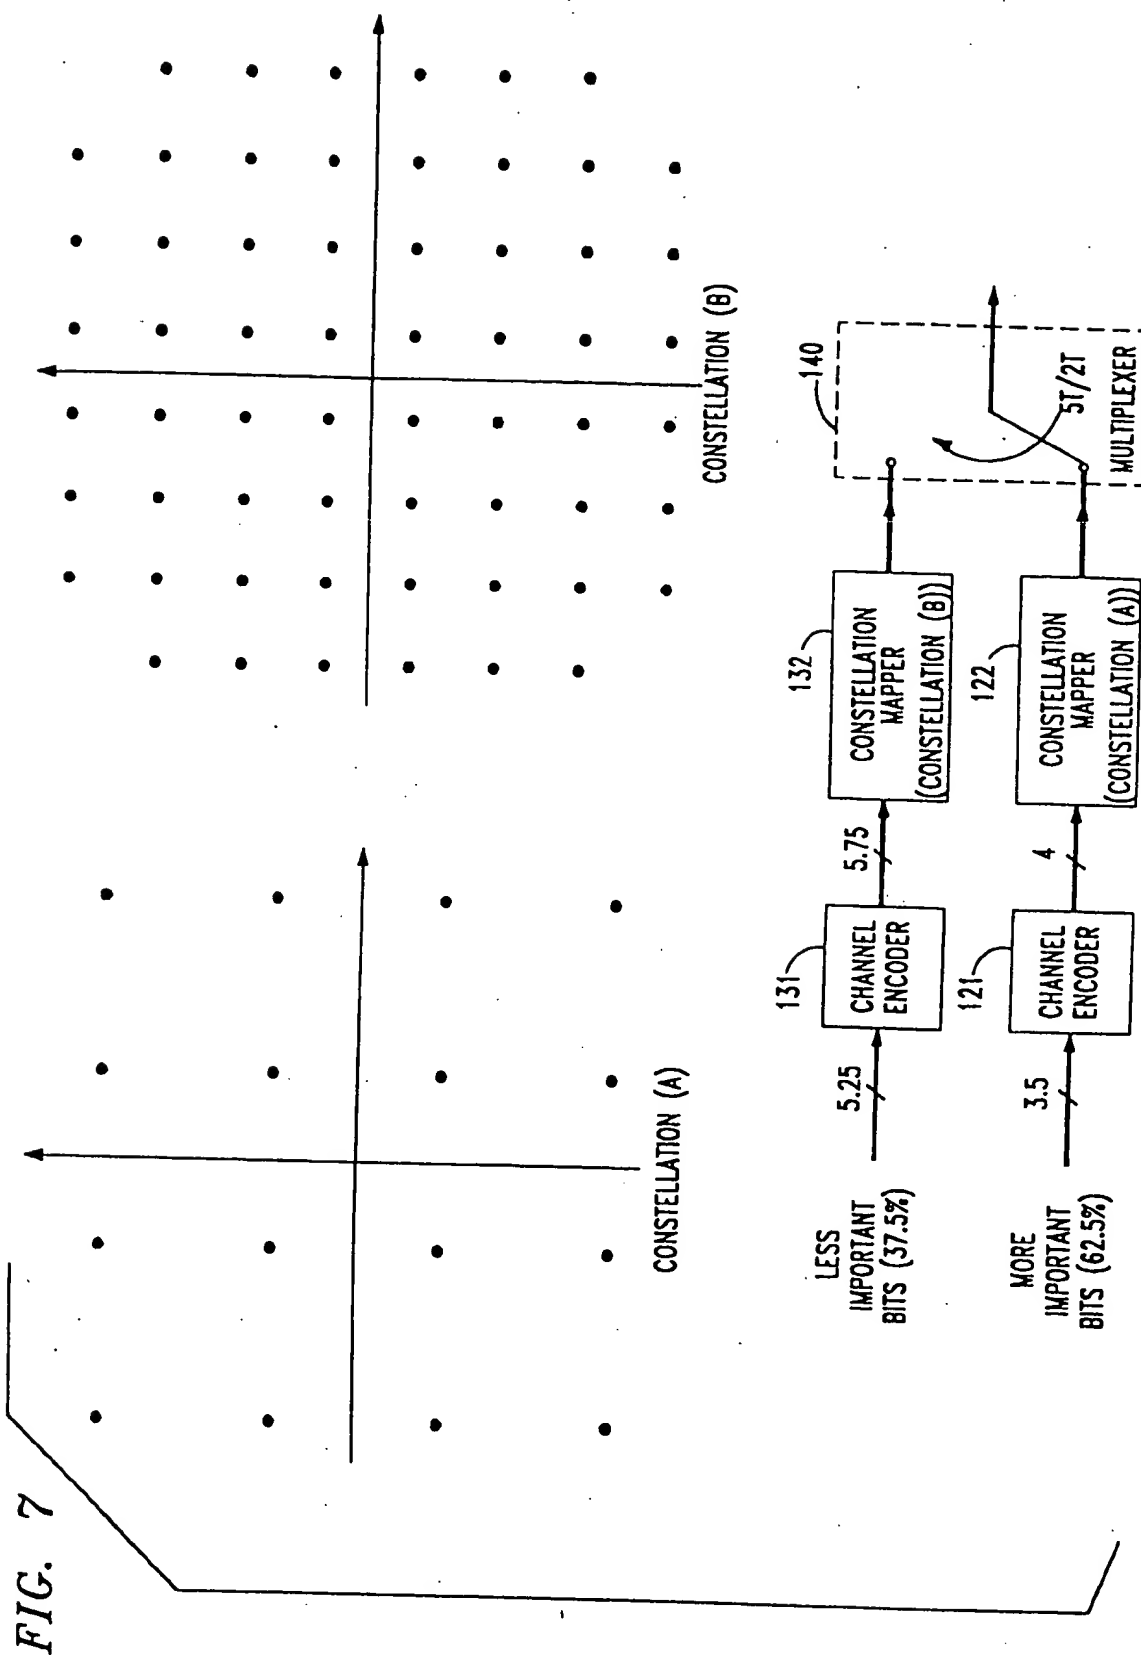 FIG. 7
CONSTELLATION (A)
CONSTELLATION (B)
LESS
IMPORTANT
BITS (37.5%)
5.25
131
CHANNEL
ENCODER
5.75
132
CONSTELLATION
MAPPER
(CONSTELLATION (B))
140
MORE
IMPORTANT
BITS (62.5%)
3.5
121
CHANNEL
ENCODER
4
122
CONSTELLATION
MAPPER
(CONSTELLATION (A))
5T/2T
MULTIPLEXER